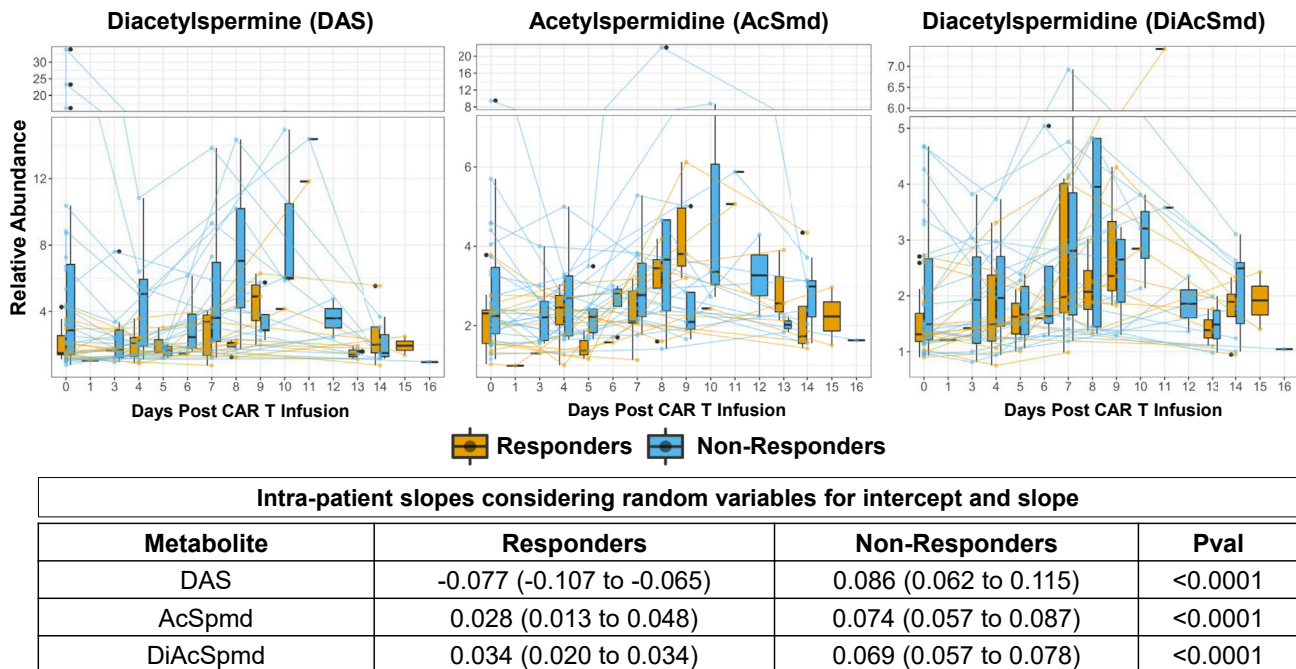 Diacetylspermine (DAS)
Acetylspermidine (AcSmd)
Diacetylspermidine (DiAcSmd)
Relative Abundance
35
30
25
20
12
8
4
0 1 3 4 5 6 7 8 9 10 11 12 13 14 15 16
Days Post CAR T Infusion
20
16
12
8
6
4
2
0 1 3 4 5 6 7 8 9 10 11 12 13 14 15 16
Days Post CAR T Infusion
7.0
6.5
6.0
5
4
3
2
1
0 1 3 4 5 6 7 8 9 10 11 12 13 14 15 16
Days Post CAR T Infusion
Responders Non-Responders
Intra-patient slopes considering random variables for intercept and slope
Metabolite Responders Non-Responders Pval
DAS -0.077 (-0.107 to -0.065) 0.086 (0.062 to 0.115) <0.0001
AcSpmd 0.028 (0.013 to 0.048) 0.074 (0.057 to 0.087) <0.0001
DiAcSpmd 0.034 (0.020 to 0.034) 0.069 (0.057 to 0.078) <0.0001